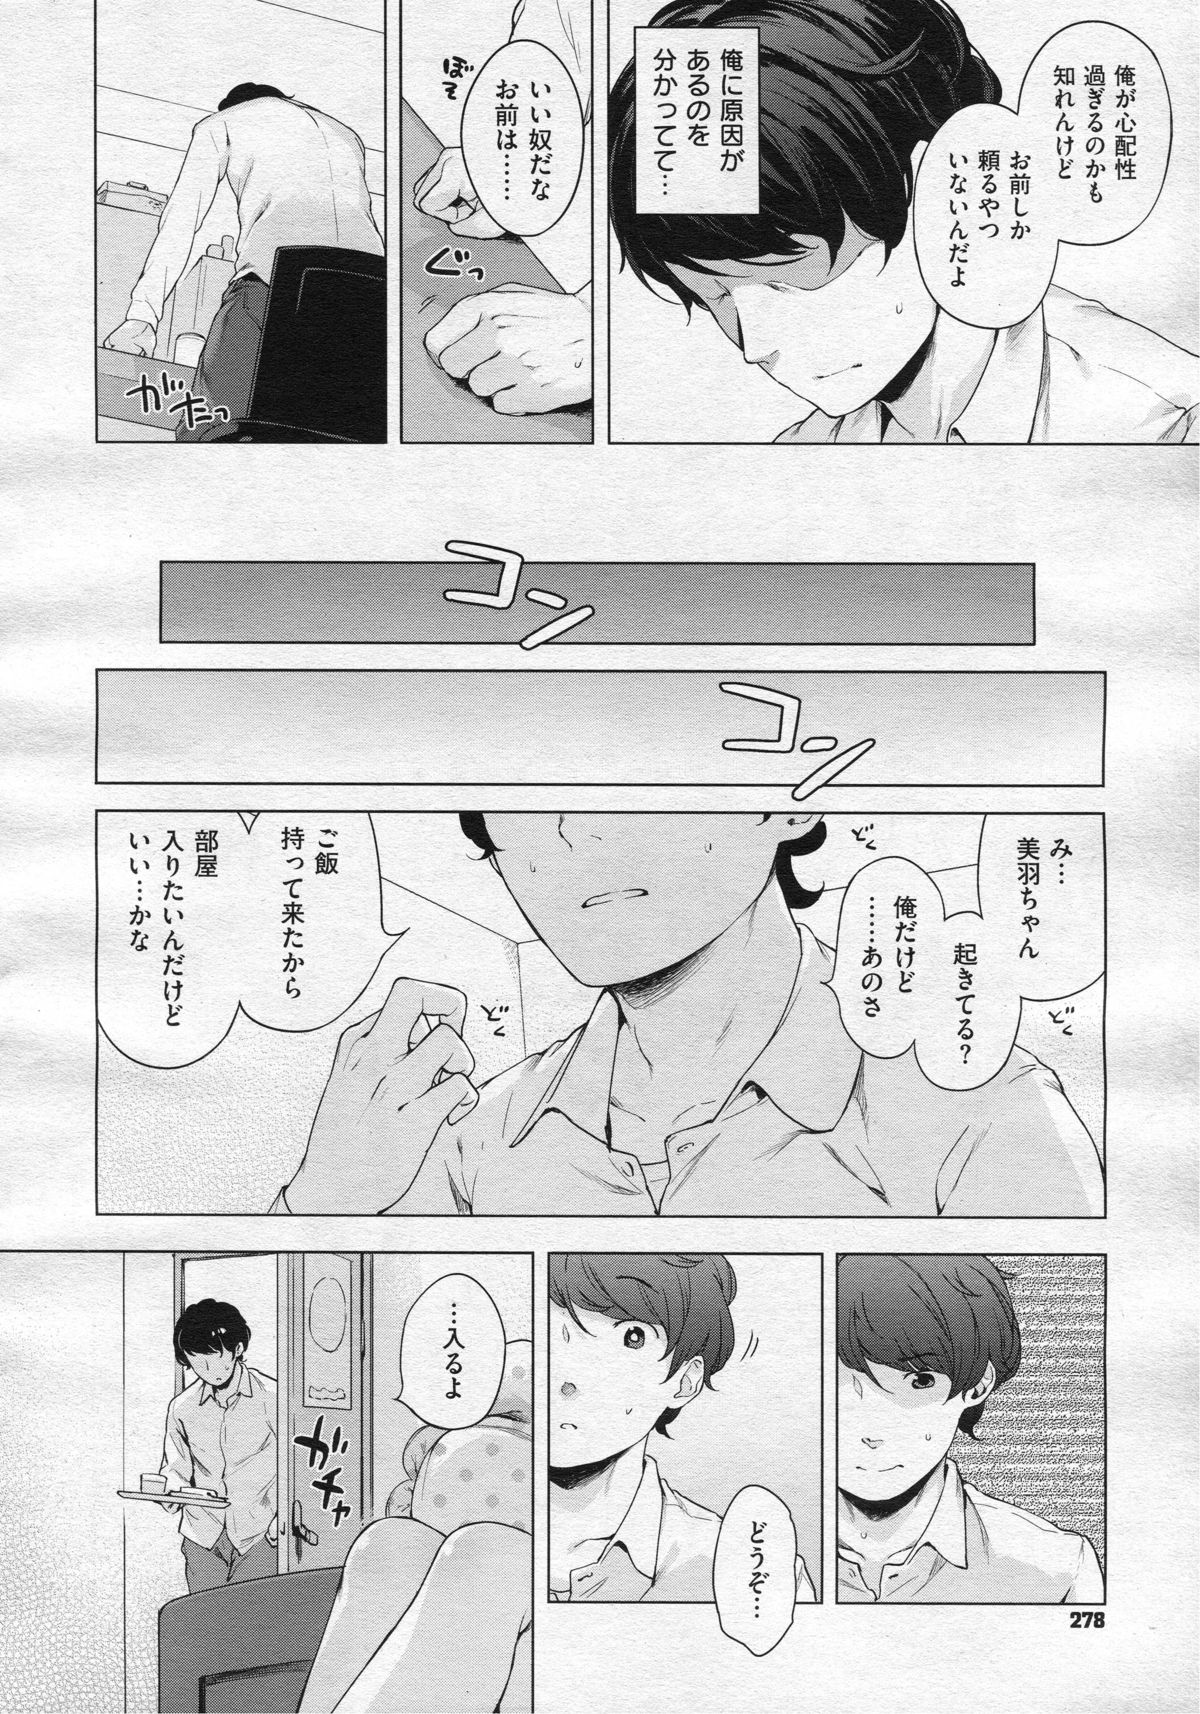 俺が心配性
過ぎるのかも
知れんけど
お前しか
頼るやつ
いないんだよ
俺に原因が
あるのを
分かってて…
いい奴だな
お前は……
ぼそ
ぐっ
がたっ
コン
コン
み…
美羽ちゃん
起きてる？
俺だけど
……あのさ
どく
どく
どく
ご飯
持って来たから
部屋
入りたいんだけど
いい…かな
どうぞ…
…入るよ
ガチャ
278